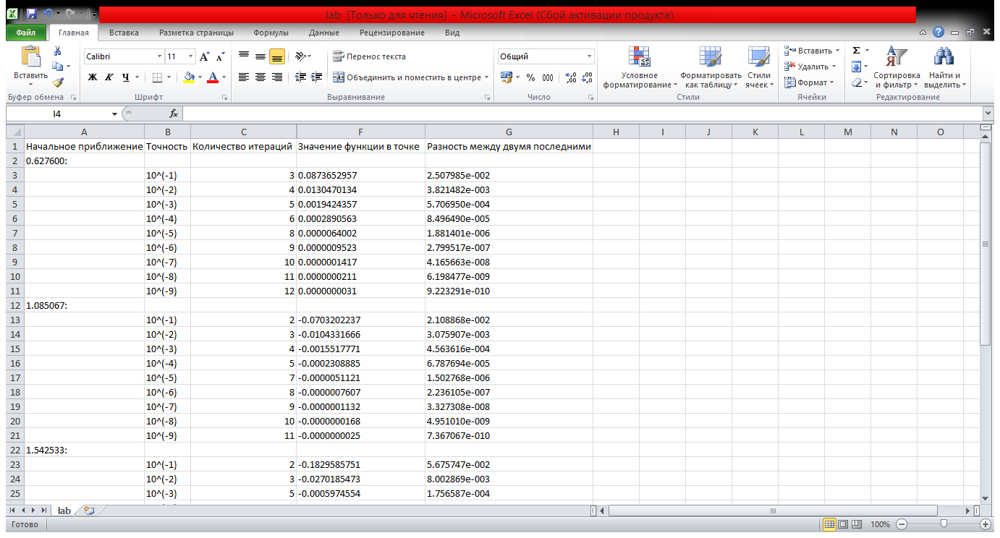 lab [Только для чтения] - Microsoft Excel (Сбой активации продукта)
Файл Главная Вставка Разметка страницы Формулы Данные Рецензирование Вид
Calibri 11 Перенос текста Общий Вставить Σ
Вставить Удалить
Ж К Ч Объединить и поместить в центре % 000 Условное форматирование Форматировать как таблицу Стили ячеек Формат Сортировка и фильтр Найти и выделить
Буфер обмена Шрифт Выравнивание Число Стили Ячейки Редактирование
I4 fx
A B C F G H I J K L M N O
1 Начальное приближение Точность Количество итераций Значение функции в точке Разность между двумя последними
2 0.627600:
3 10^(-1) 3 0.0873652957 2.507985e-002
4 10^(-2) 4 0.0130470134 3.821482e-003
5 10^(-3) 5 0.0019424357 5.706950e-004
6 10^(-4) 6 0.0002890563 8.496490e-005
7 10^(-5) 8 0.0000064002 1.881401e-006
8 10^(-6) 9 0.0000009523 2.799517e-007
9 10^(-7) 10 0.0000001417 4.165663e-008
10 10^(-8) 11 0.0000000211 6.198477e-009
11 10^(-9) 12 0.0000000031 9.223291e-010
12 1.085067:
13 10^(-1) 2 -0.0703202237 2.108868e-002
14 10^(-2) 3 -0.0104331666 3.075907e-003
15 10^(-3) 4 -0.0015517771 4.563616e-004
16 10^(-4) 5 -0.0002308885 6.787694e-005
17 10^(-5) 7 -0.0000051121 1.502768e-006
18 10^(-6) 8 -0.0000007607 2.236105e-007
19 10^(-7) 9 -0.0000001132 3.327308e-008
20 10^(-8) 10 -0.0000000168 4.951010e-009
21 10^(-9) 11 -0.0000000025 7.367067e-010
22 1.542533:
23 10^(-1) 2 -0.1829585751 5.675747e-002
24 10^(-2) 3 -0.0270185473 8.002869e-003
25 10^(-3) 5 -0.0005974554 1.756587e-004
lab
Готово 100%